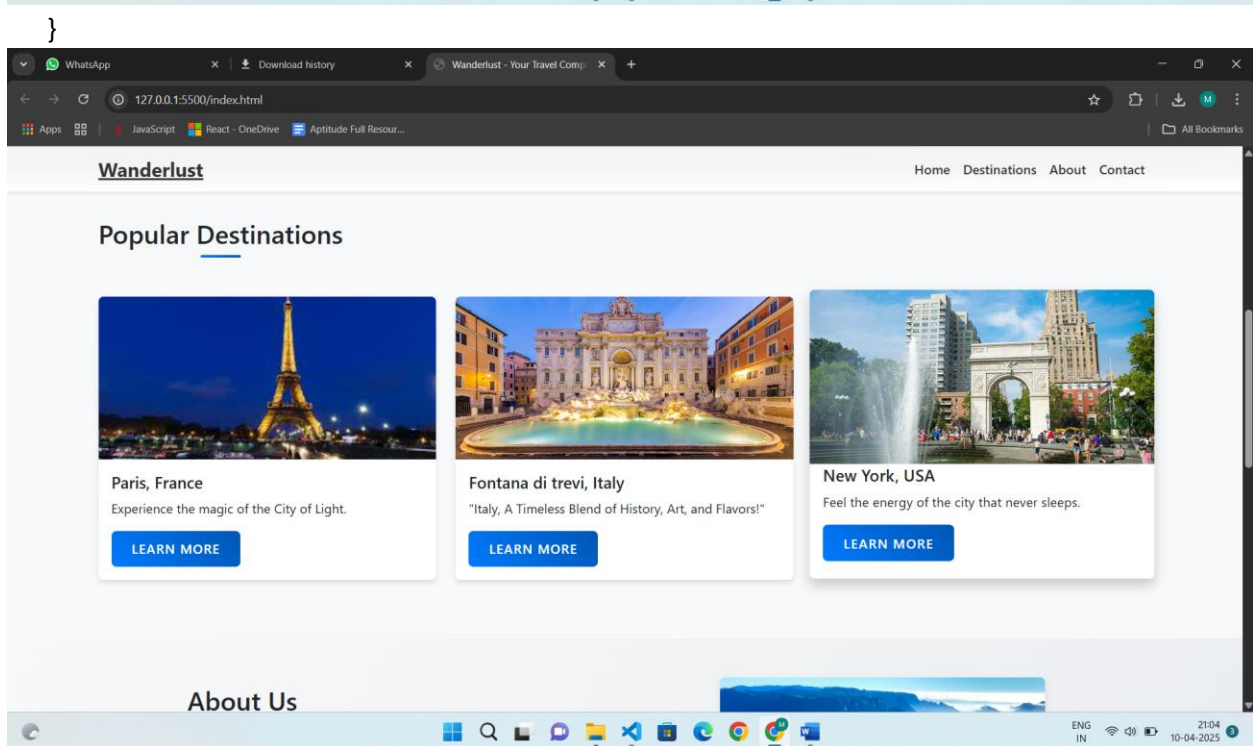 }
WhatsApp Download history Wanderlust - Your Travel Comp
127.0.0.1:5500/index.html M
Apps JavaScript React - OneDrive Aptitude Full Resour... All Bookmarks
Wanderlust Home Destinations About Contact
Popular Destinations
Paris, France
Experience the magic of the City of Light.
LEARN MORE
Fontana di trevi, Italy
"Italy, A Timeless Blend of History, Art, and Flavors!"
LEARN MORE
New York, USA
Feel the energy of the city that never sleeps.
LEARN MORE
About Us
ENG 21:04
IN 10-04-2025 3